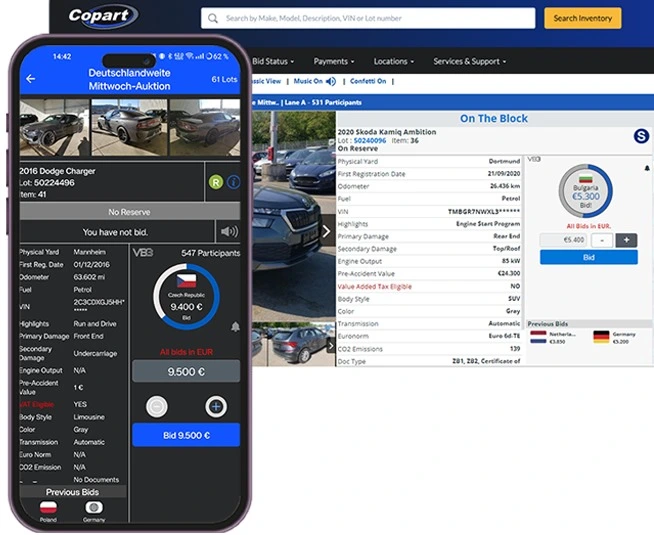 Copart
Search by Make, Model, Description, VIN or Lot number
Search Inventory
Bid Status
Payments
Locations
Services & Support
ssic View | Music On | Confetti On |
e Mittw.. | Lane A - 531 Participants
On The Block
2020 Skoda Kamiq Ambition
Lot : 50240096 Item: 36
On Reserve
S
Physical Yard Dortmund
First Registration Date 21/09/2020
Odometer 26.436 km
Fuel Petrol
VIN TMBGR7NWXL3******
Highlights Engine Start Program
Primary Damage Rear End
Secondary Damage Top/Roof
Engine Output 85 kW
Pre-Accident Value €24.300
Value Added Tax Eligible NO
Body Style SUV
Color Grey
Transmission Automatic
Euronorm Euro 6d-TE
CO2 Emissions 139
Doc Type ZB1, ZB2, Certificate of
VB3
Bulgaria
€5.300
Bid!
All Bids in EUR.
€5.400 - +
Bid
Previous Bids
Netherla...
€3.850
Germany
€5.200
14:42
62 %
Deutschlandweite
Mittwoch-Auktion
61 Lots
2016 Dodge Charger
Lot: 50224496
Item: 41
R
i
No Reserve
You have not bid.
Physical Yard Mannheim
First Reg. Date 01/12/2016
Odometer 63.602 mi
Fuel Petrol
VIN 2C3CDXGJ5HH*
*****
Highlights Run and Drive
Primary Damage Front End
Secondary Damage Undercarriage
Engine Output N/A
Pre-Accident Value 1 €
VAT Eligible YES
Body Style Limousine
Color Gray
Transmission Automatic
Euro Norm N/A
CO2 Emission N/A
No Documents
VB3 547 Participants
Czech Republic
9.400 €
Bid
All bids in EUR
9.500 €
Bid 9.500 €
Previous Bids
Poland
Germany